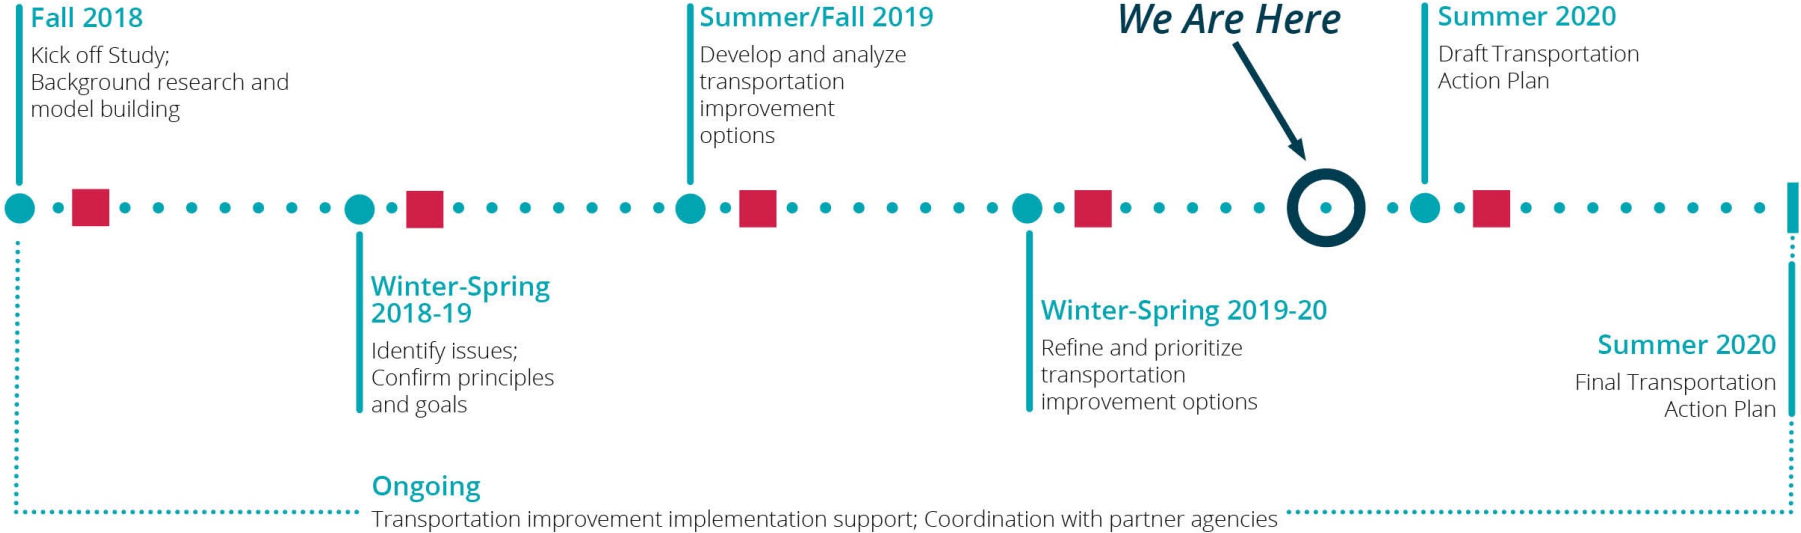 Fall 2018
Kick off Study;
Background research and
model building
Summer/Fall 2019
Develop and analyze
transportation
improvement
options
We Are Here
Summer 2020
Draft Transportation
Action Plan
Winter-Spring
2018-19
Identify issues;
Confirm principles
and goals
Winter-Spring 2019-20
Refine and prioritize
transportation
improvement options
Summer 2020
Final Transportation
Action Plan
Ongoing
Transportation improvement implementation support; Coordination with partner agencies